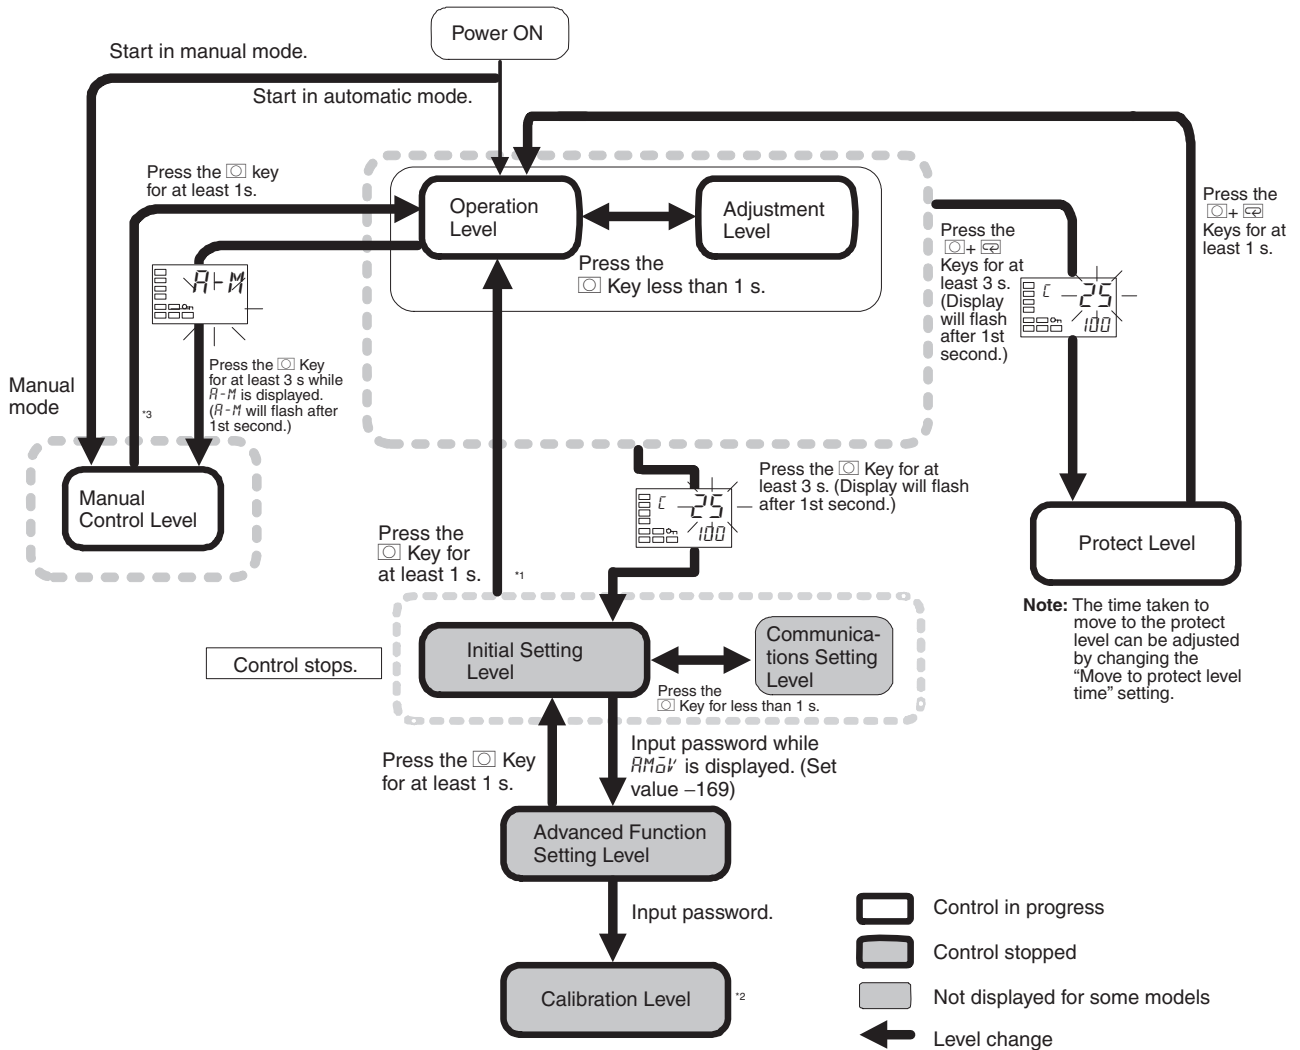 Power ON
Start in manual mode.
Start in automatic mode.
Press the key
for at least 1s.
Operation
Level
Adjustment
Level
Press the
Key less than 1 s.
Press the
+
Keys for at
least 3 s.
(Display
will flash
after 1st
second.)
Press the
+
Keys for at
least 1 s.
A-M
C 25
100
Press the Key
for at least 3 s while
A-M is displayed.
(A-M will flash after
1st second.)
Manual
mode
*3
Manual
Control Level
Press the Key for at
least 3 s. (Display will flash
after 1st second.)
C 25
100
Press the
Key for
at least 1 s.
*1
Protect Level
Note: The time taken to
move to the protect
level can be adjusted
by changing the
“Move to protect level
time” setting.
Control stops.
Initial Setting
Level
Communica-
tions Setting
Level
Press the
Key for less than 1 s.
Press the Key
for at least 1 s.
Input password while
AMoV is displayed. (Set
value –169)
Advanced Function
Setting Level
Input password.
Calibration Level
*2
Control in progress
Control stopped
Not displayed for some models
Level change